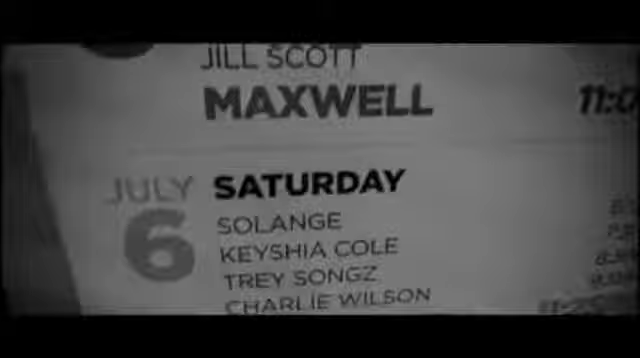 JILL SCOTT
MAXWELL
JULY
6
SATURDAY
SOLANGE
KEYSHIA COLE
TREY SONGZ
CHARLIE WILSON